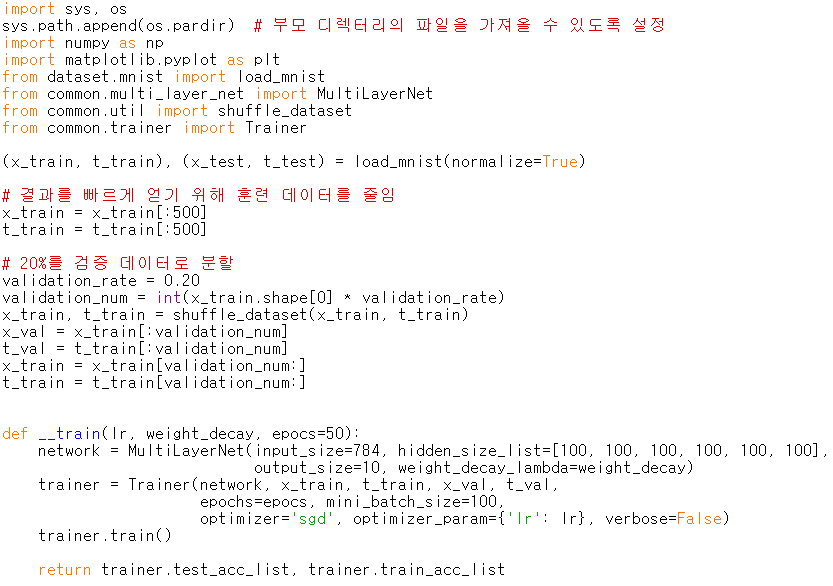 import sys, os
sys.path.append(os.pardir)  # 부모 디렉터리의 파일을 가져올 수 있도록 설정
import numpy as np
import matplotlib.pyplot as plt
from dataset.mnist import load_mnist
from common.multi_layer_net import MultiLayerNet
from common.util import shuffle_dataset
from common.trainer import Trainer

(x_train, t_train), (x_test, t_test) = load_mnist(normalize=True)

# 결과를 빠르게 얻기 위해 훈련 데이터를 줄임
x_train = x_train[:500]
t_train = t_train[:500]

# 20%를 검증 데이터로 분할
validation_rate = 0.20
validation_num = int(x_train.shape[0] * validation_rate)
x_train, t_train = shuffle_dataset(x_train, t_train)
x_val = x_train[:validation_num]
t_val = t_train[:validation_num]
x_train = x_train[validation_num:]
t_train = t_train[validation_num:]


def __train(lr, weight_decay, epocs=50):
    network = MultiLayerNet(input_size=784, hidden_size_list=[100, 100, 100, 100, 100, 100],
                            output_size=10, weight_decay_lambda=weight_decay)
    trainer = Trainer(network, x_train, t_train, x_val, t_val,
                      epochs=epocs, mini_batch_size=100,
                      optimizer='sgd', optimizer_param={'lr': lr}, verbose=False)
    trainer.train()

    return trainer.test_acc_list, trainer.train_acc_list